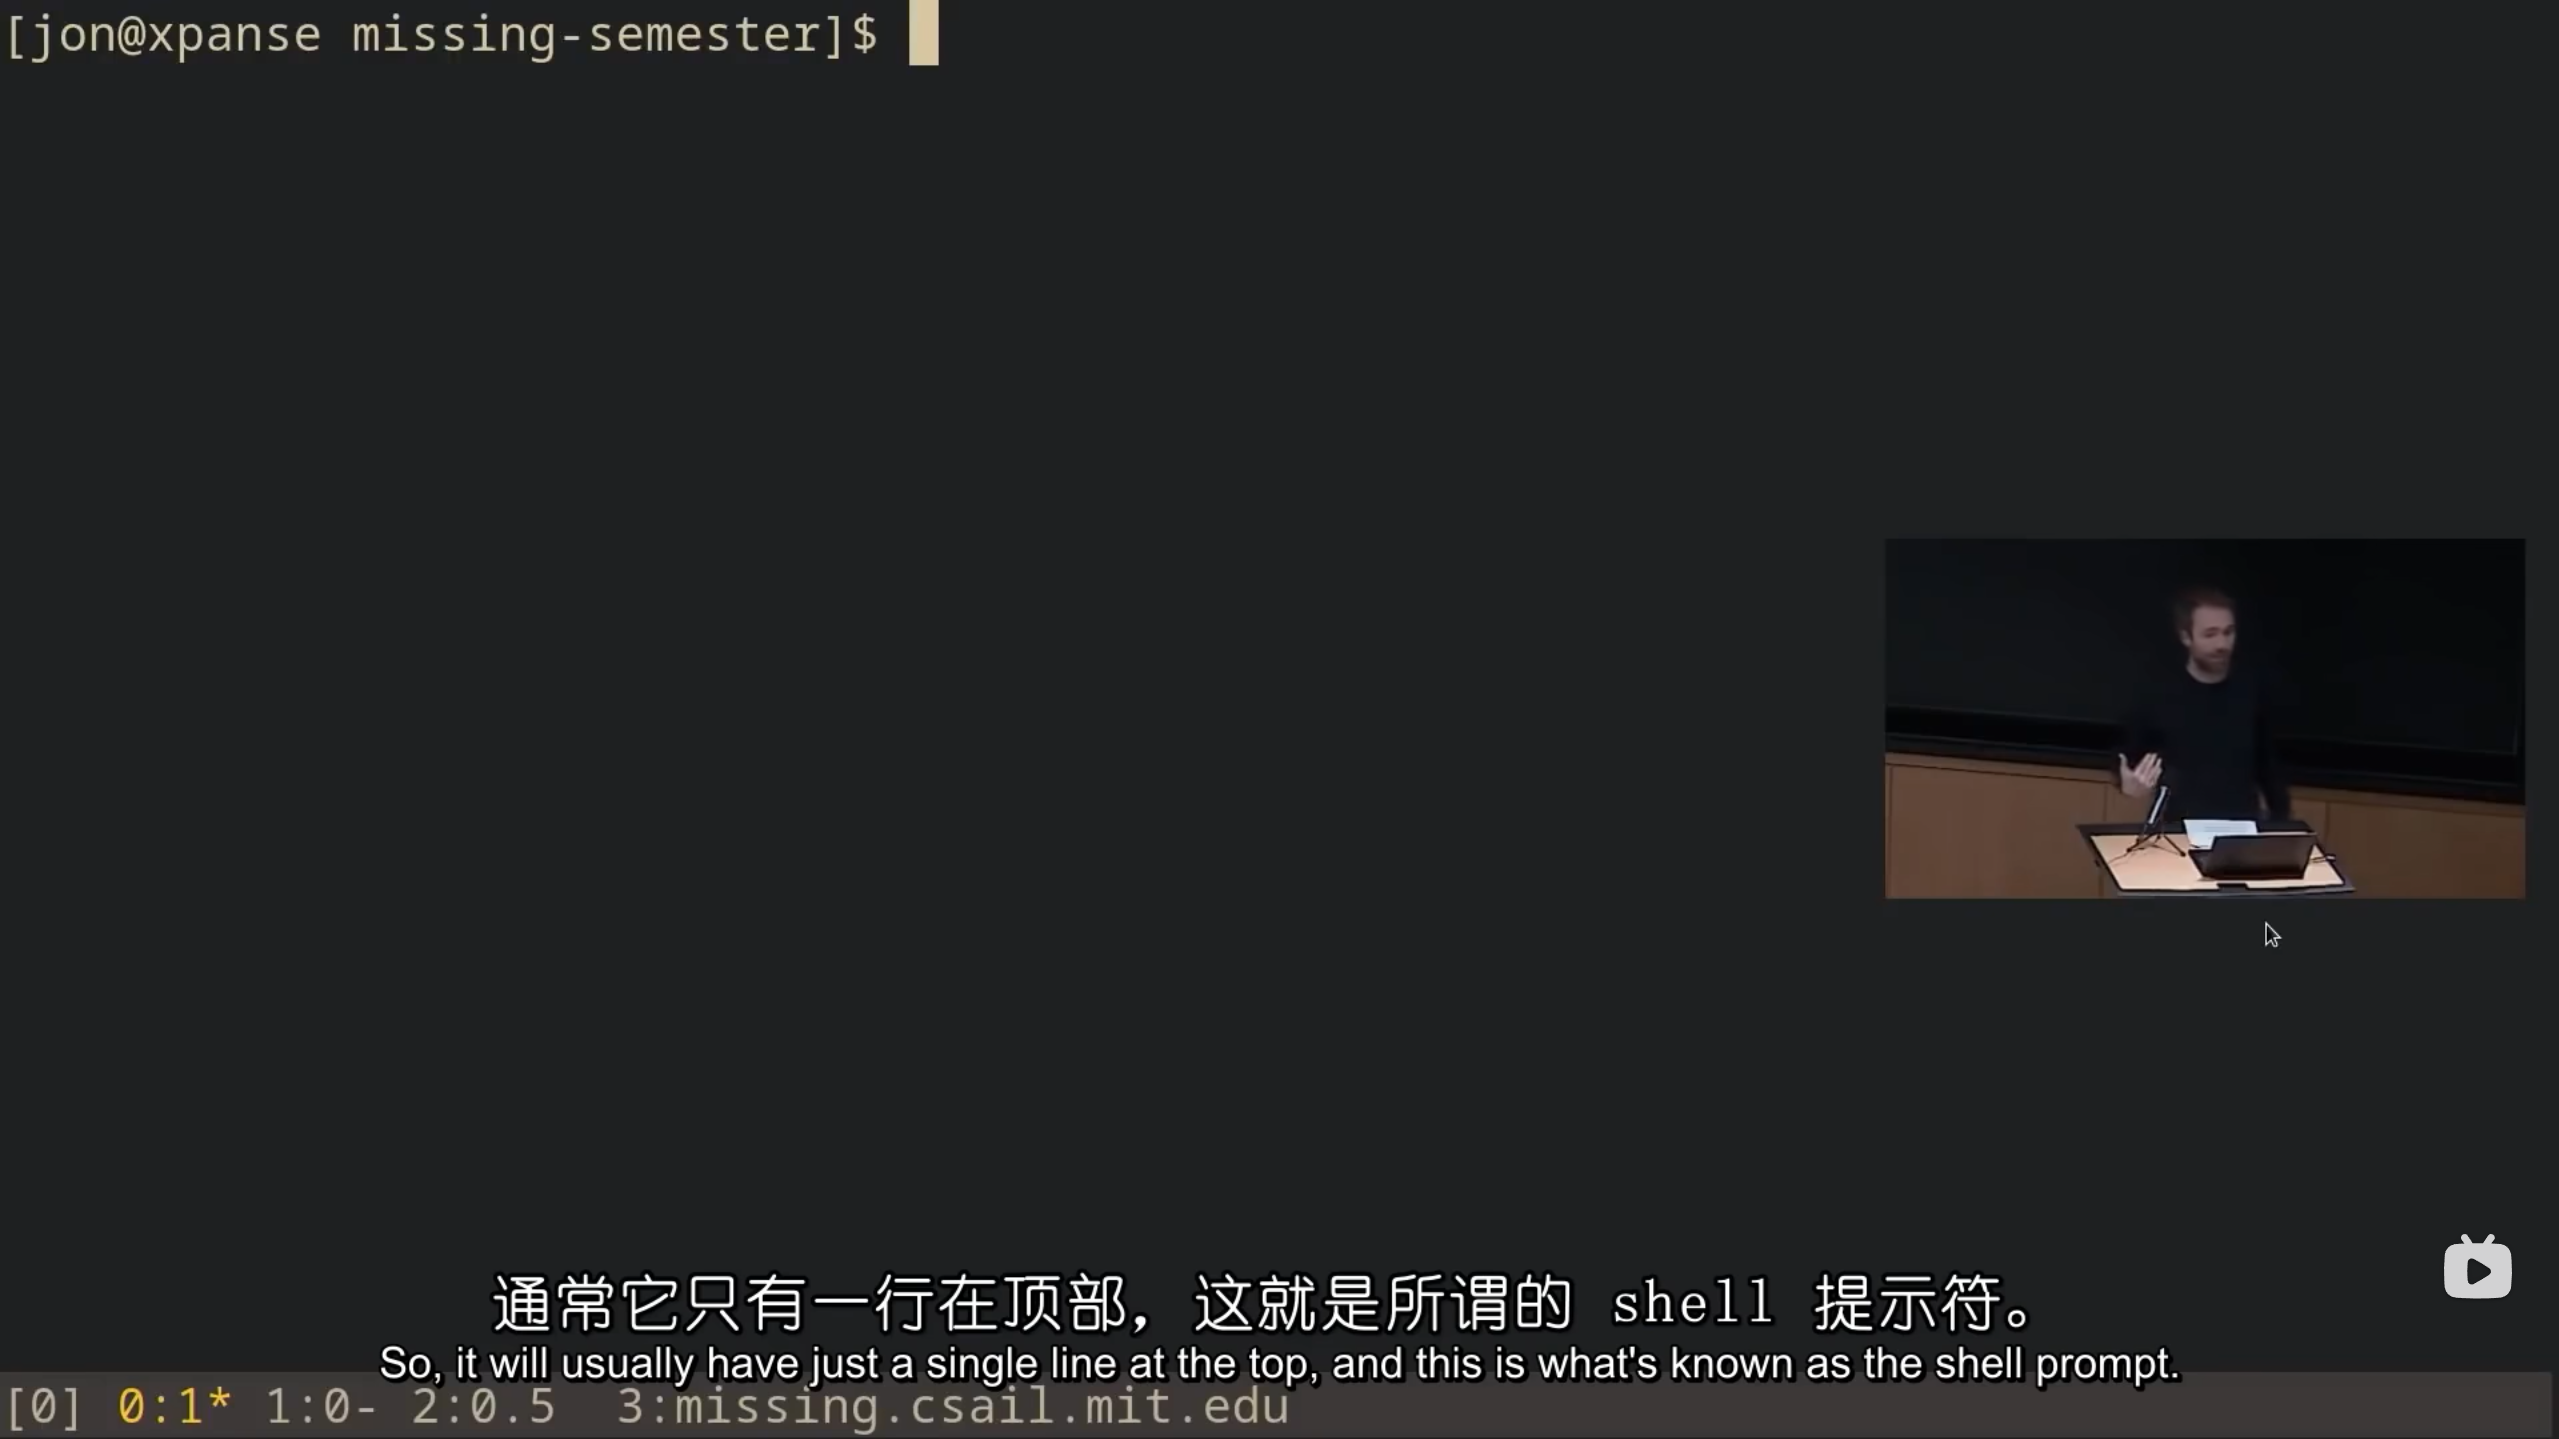 [jon@xpanse missing-semester]$
通常它只有一行在顶部，这就是所谓的 shell 提示符。
So, it will usually have just a single line at the top, and this is what's known as the shell prompt.
[0] 0:1* 1:0- 2:0.5  3:missing.csail.mit.edu